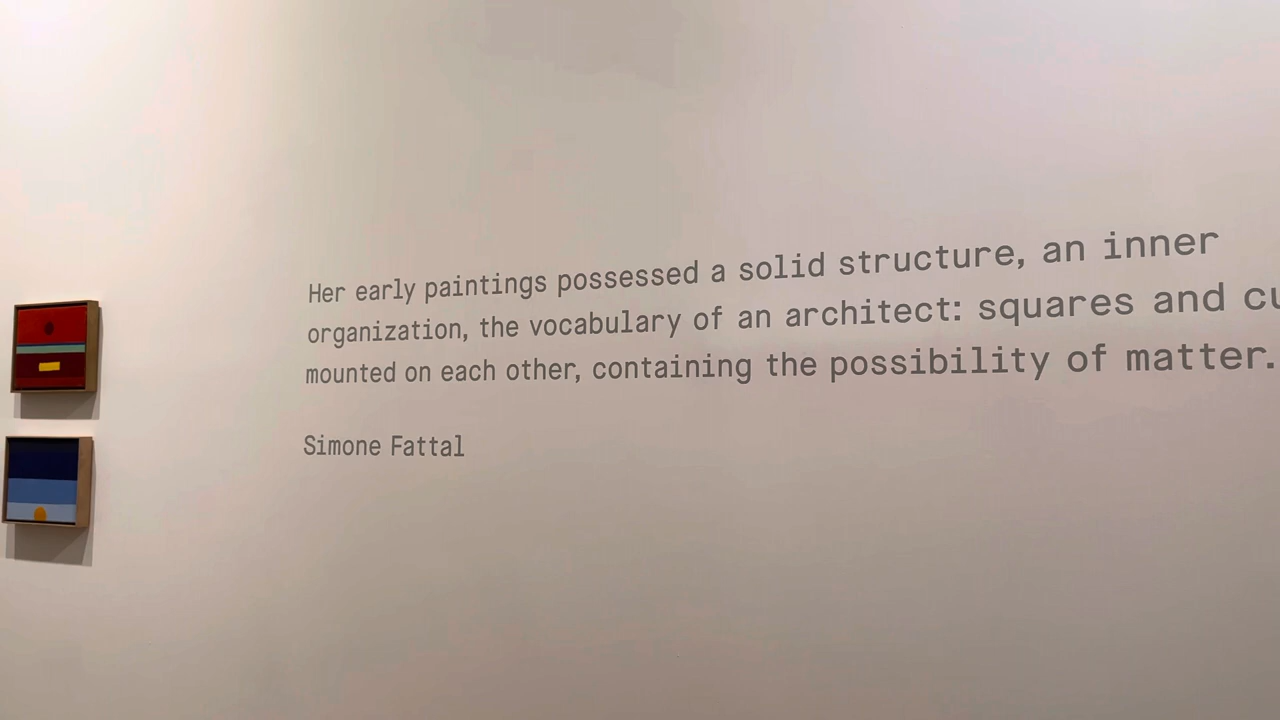 Her early paintings possessed a solid structure, an inner
organization, the vocabulary of an architect: squares and
mounted on each other, containing the possibility of matter.
Simone Fattal